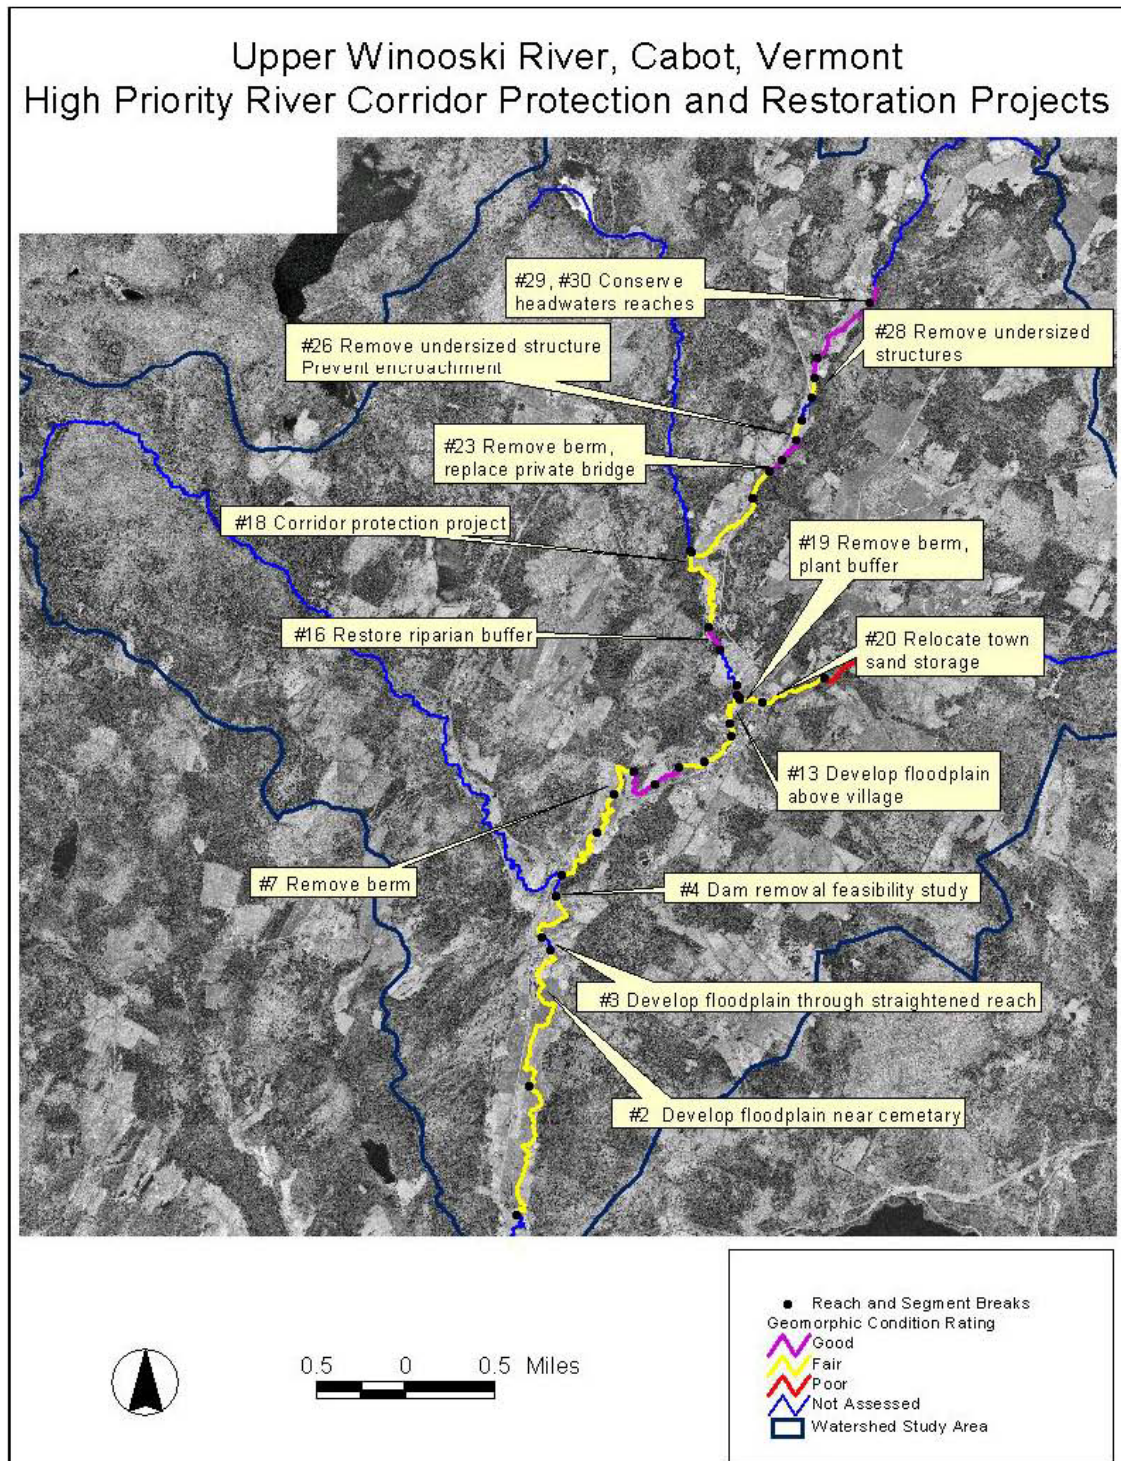 Upper Winooski River, Cabot, Vermont
High Priority River Corridor Protection and Restoration Projects
#29, #30 Conserve
headwaters reaches
#28 Remove undersized
structures
#26 Remove undersized structure
Prevent encroachment
#23 Remove berm,
replace private bridge
#18 Corridor protection project
#19 Remove berm,
plant buffer
#16 Restore riparian buffer
#20 Relocate town
sand storage
#13 Develop floodplain
above village
#7 Remove berm
#4 Dam removal feasibility study
#3 Develop floodplain through straightened reach
#2 Develop floodplain near cemetary
Reach and Segment Breaks
Geomorphic Condition Rating
Good
Fair
Poor
Not Assessed
Watershed Study Area
0.5 0 0.5 Miles